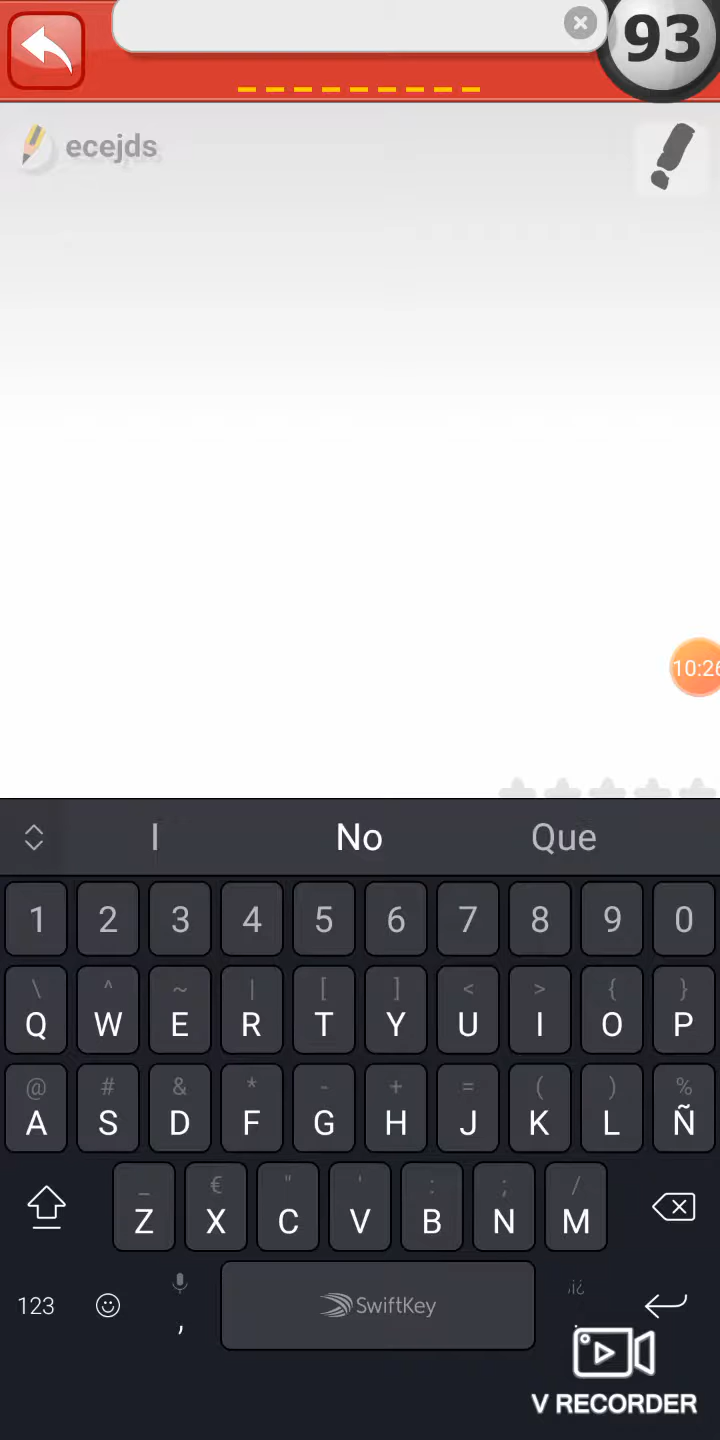 93
ecejds
10:26
I No Que
1 2 3 4 5 6 7 8 9 0
\ ^ ~ | [ ] < > { }
Q W E R T Y U I O P
@ # & * - + = ( ) %
A S D F G H J K L Ñ
_ € " ' : ; /
Z X C V B N M
123 , SwiftKey ¡¿ .
V RECORDER